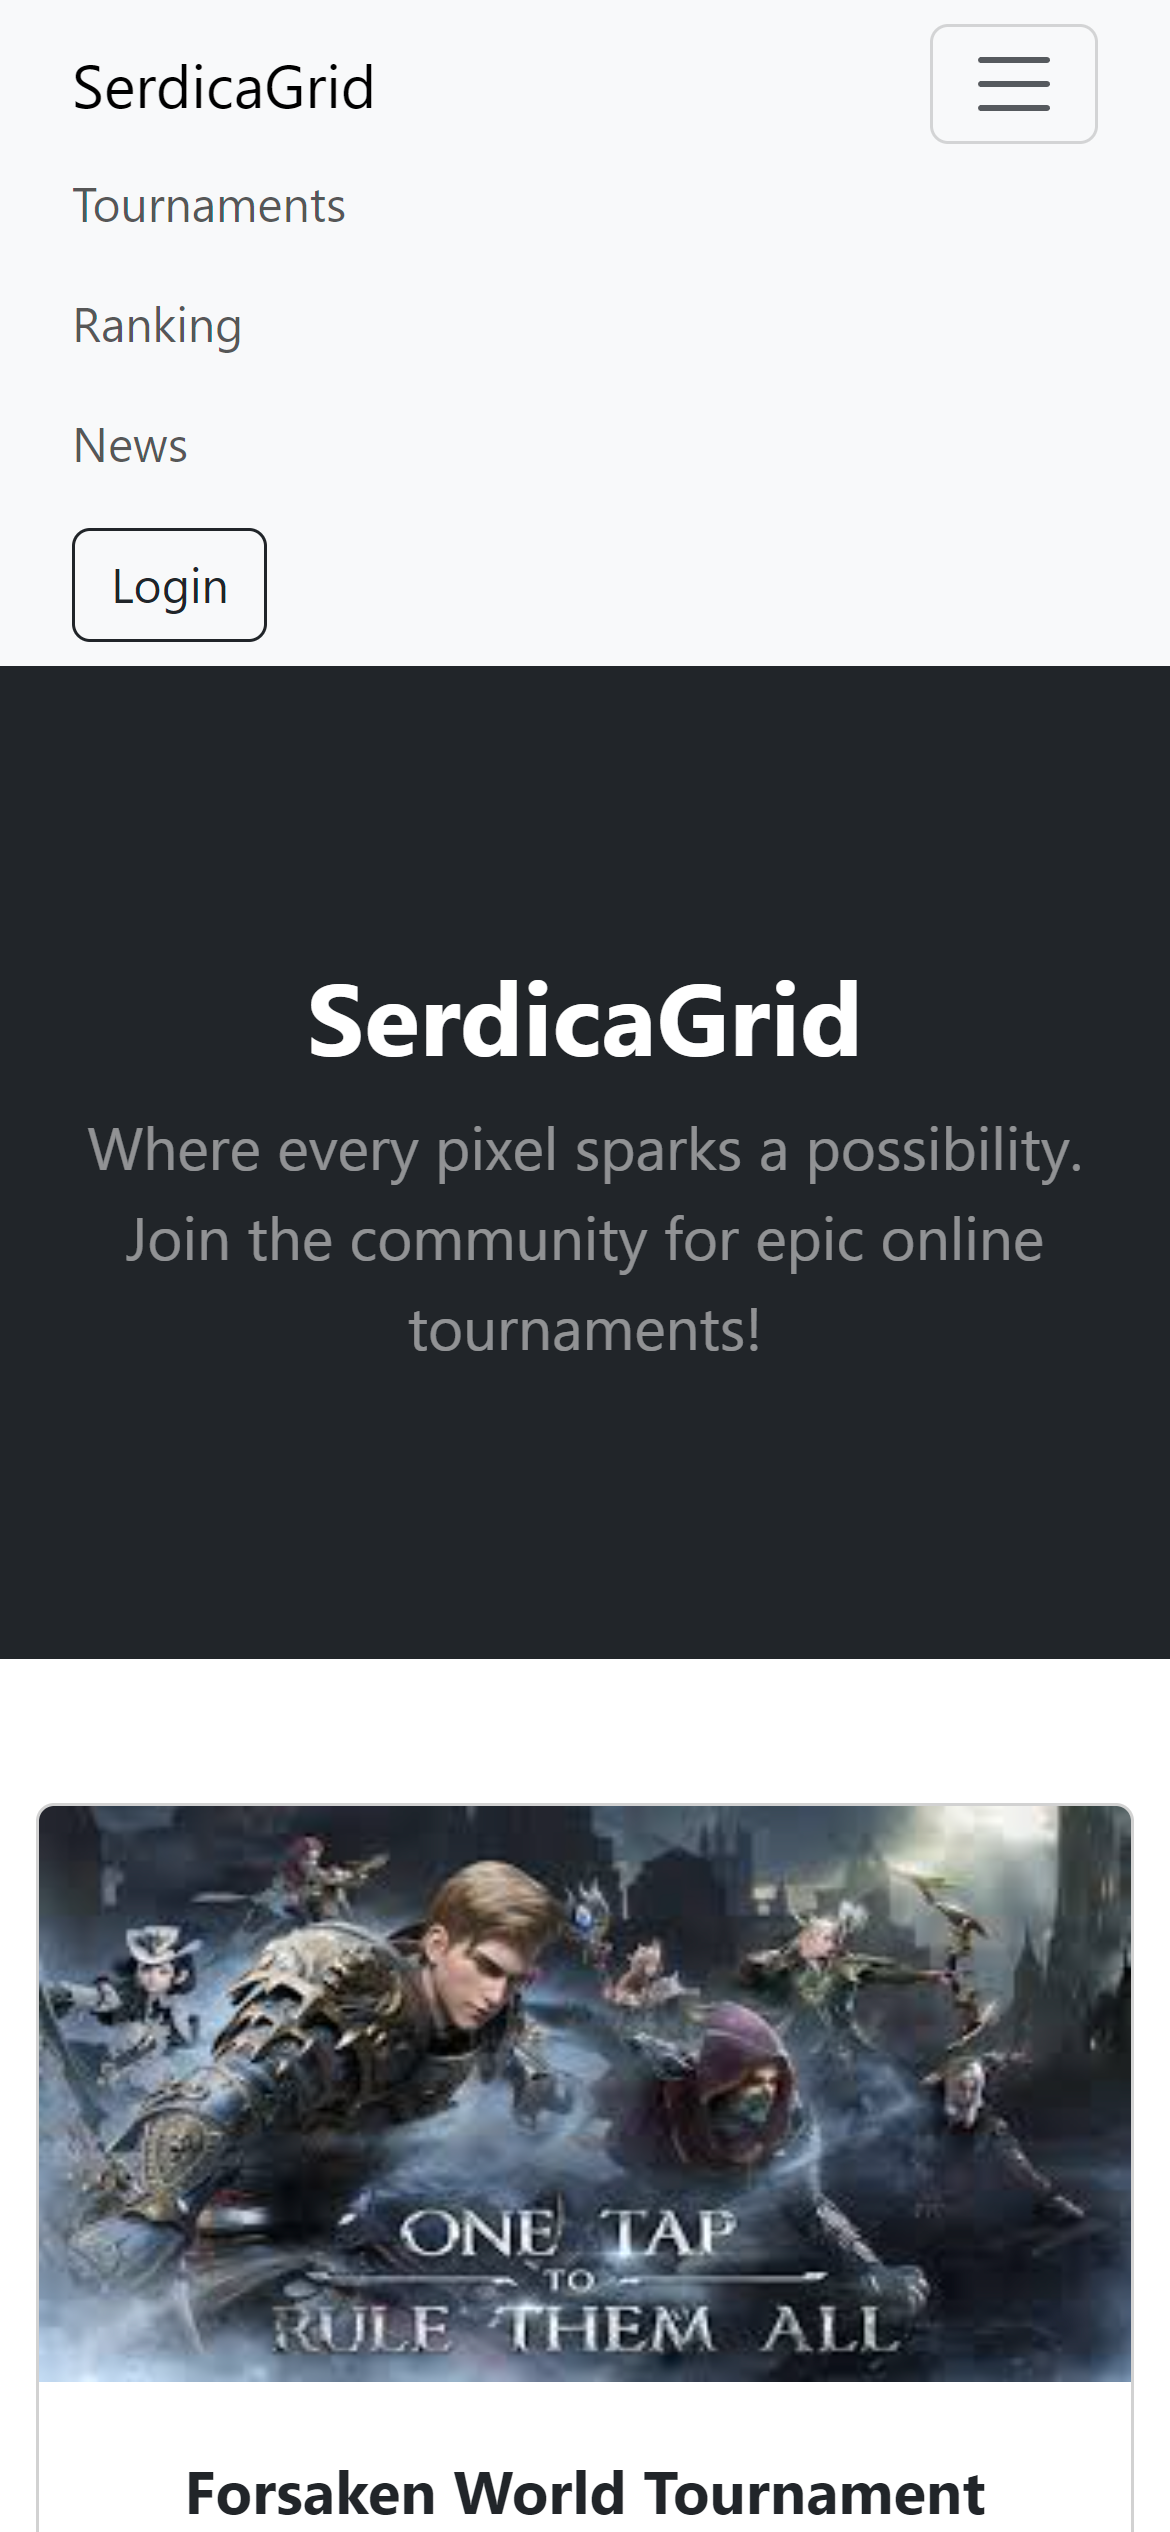 SerdicaGrid
Tournaments
Ranking
News
Login
SerdicaGrid
Where every pixel sparks a possibility.
Join the community for epic online
tournaments!
ONE TAP
TO
RULE THEM ALL
Forsaken World Tournament